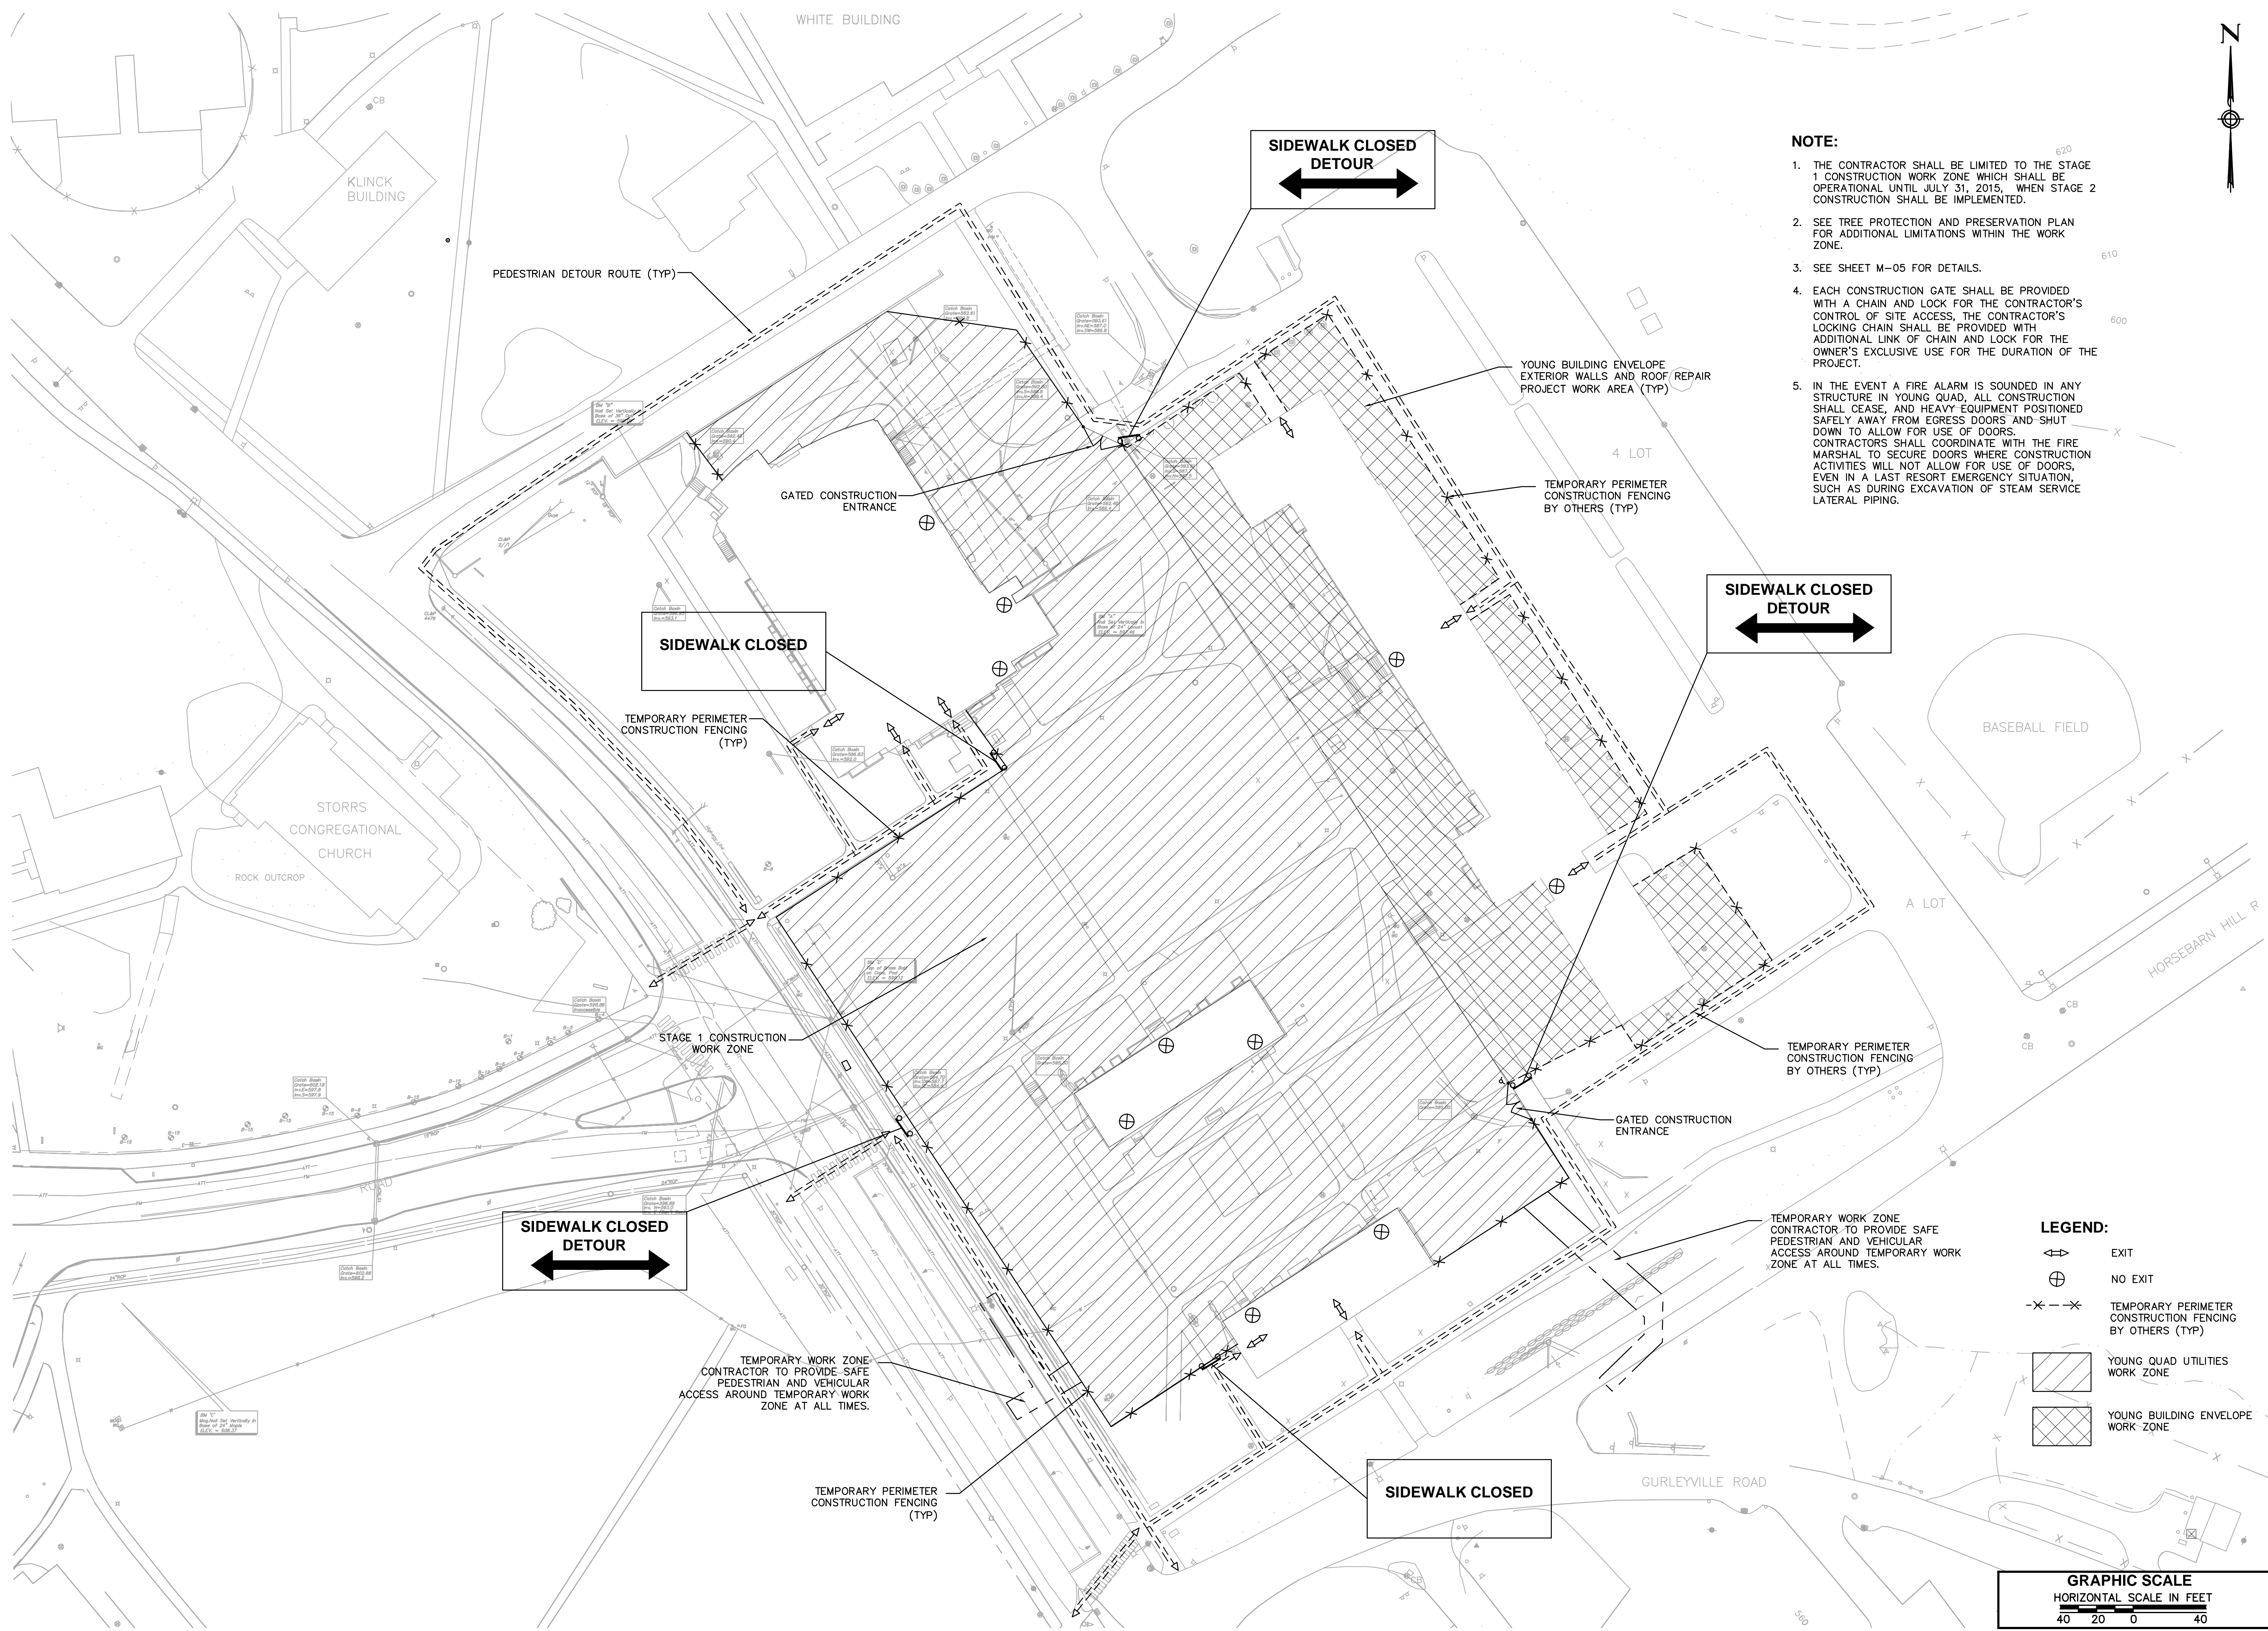 WHITE BUILDING
N
CB
KLINCK
BUILDING
SIDEWALK CLOSED
DETOUR
NOTE:
1. THE CONTRACTOR SHALL BE LIMITED TO THE STAGE
1 CONSTRUCTION WORK ZONE WHICH SHALL BE
OPERATIONAL UNTIL JULY 31, 2015, WHEN STAGE 2
CONSTRUCTION SHALL BE IMPLEMENTED.
2. SEE TREE PROTECTION AND PRESERVATION PLAN
FOR ADDITIONAL LIMITATIONS WITHIN THE WORK
ZONE.
3. SEE SHEET M-05 FOR DETAILS.
4. EACH CONSTRUCTION GATE SHALL BE PROVIDED
WITH A CHAIN AND LOCK FOR THE CONTRACTOR'S
CONTROL OF SITE ACCESS, THE CONTRACTOR'S
LOCKING CHAIN SHALL BE PROVIDED WITH
ADDITIONAL LINK OF CHAIN AND LOCK FOR THE
OWNER'S EXCLUSIVE USE FOR THE DURATION OF THE
PROJECT.
5. IN THE EVENT A FIRE ALARM IS SOUNDED IN ANY
STRUCTURE IN YOUNG QUAD, ALL CONSTRUCTION
SHALL CEASE, AND HEAVY EQUIPMENT POSITIONED
SAFELY AWAY FROM EGRESS DOORS AND SHUT
DOWN TO ALLOW FOR USE OF DOORS.
CONTRACTORS SHALL COORDINATE WITH THE FIRE
MARSHAL TO SECURE DOORS WHERE CONSTRUCTION
ACTIVITIES WILL NOT ALLOW FOR USE OF DOORS,
EVEN IN A LAST RESORT EMERGENCY SITUATION,
SUCH AS DURING EXCAVATION OF STEAM SERVICE
LATERAL PIPING.
620
610
600
PEDESTRIAN DETOUR ROUTE (TYP)
YOUNG BUILDING ENVELOPE
EXTERIOR WALLS AND ROOF REPAIR
PROJECT WORK AREA (TYP)
4 LOT
GATED CONSTRUCTION
ENTRANCE
TEMPORARY PERIMETER
CONSTRUCTION FENCING
BY OTHERS (TYP)
SIDEWALK CLOSED
DETOUR
SIDEWALK CLOSED
TEMPORARY PERIMETER
CONSTRUCTION FENCING
(TYP)
BASEBALL FIELD
STORRS
CONGREGATIONAL
CHURCH
ROCK OUTCROP
A LOT
HORSEBARN HILL R
CB
CB
STAGE 1 CONSTRUCTION
WORK ZONE
TEMPORARY PERIMETER
CONSTRUCTION FENCING
BY OTHERS (TYP)
GATED CONSTRUCTION
ENTRANCE
ROAD
SIDEWALK CLOSED
DETOUR
TEMPORARY WORK ZONE
CONTRACTOR TO PROVIDE SAFE
PEDESTRIAN AND VEHICULAR
ACCESS AROUND TEMPORARY WORK
ZONE AT ALL TIMES.
LEGEND:
EXIT
NO EXIT
TEMPORARY PERIMETER
CONSTRUCTION FENCING
BY OTHERS (TYP)
YOUNG QUAD UTILITIES
WORK ZONE
YOUNG BUILDING ENVELOPE
WORK ZONE
TEMPORARY WORK ZONE
CONTRACTOR TO PROVIDE SAFE
PEDESTRIAN AND VEHICULAR
ACCESS AROUND TEMPORARY WORK
ZONE AT ALL TIMES.
TEMPORARY PERIMETER
CONSTRUCTION FENCING
(TYP)
SIDEWALK CLOSED
GURLEYVILLE ROAD
CB
560
GRAPHIC SCALE
HORIZONTAL SCALE IN FEET
40 20 0 40